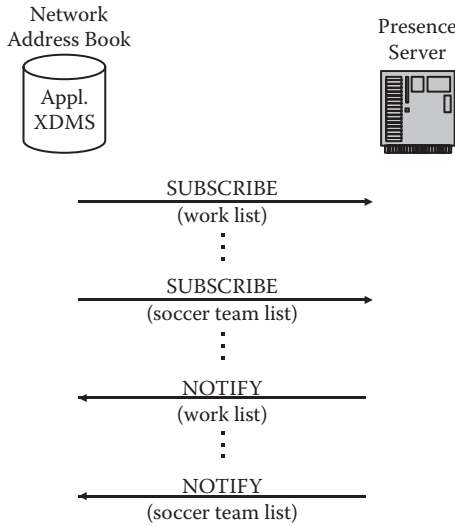 Network
Address Book
Presence
Server
Appl.
XDMS
SUBSCRIBE
(work list)
SUBSCRIBE
(soccer team list)
NOTIFY
(work list)
NOTIFY
(soccer team list)